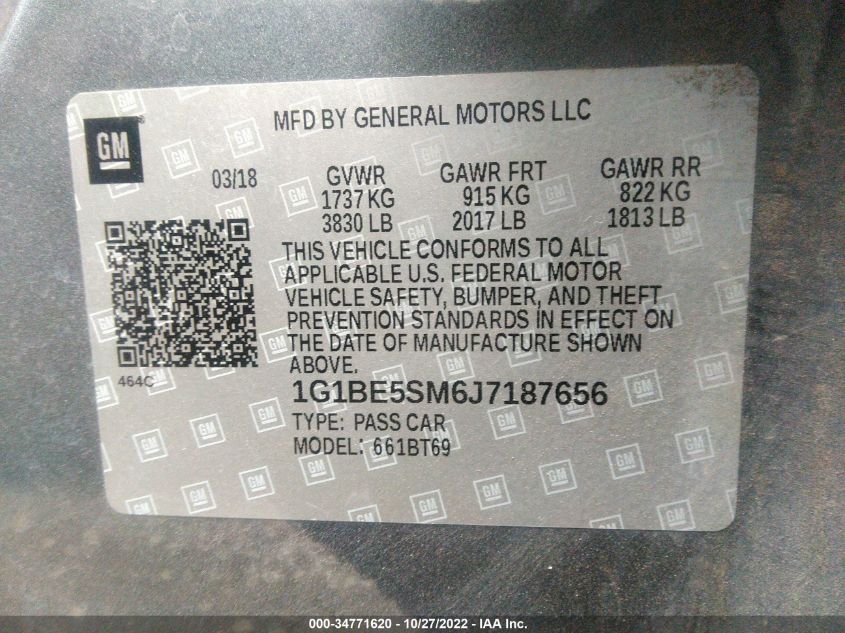 GM
MFD BY GENERAL MOTORS LLC
03/18
GVWR GAWR FRT GAWR RR
1737 KG 915 KG 822 KG
3830 LB 2017 LB 1813 LB
THIS VEHICLE CONFORMS TO ALL
APPLICABLE U.S. FEDERAL MOTOR
VEHICLE SAFETY, BUMPER, AND THEFT
PREVENTION STANDARDS IN EFFECT ON
THE DATE OF MANUFACTURE SHOWN
ABOVE.
464C
1G1BE5SM6J7187656
TYPE: PASS CAR
MODEL: 661BT69
000-34771620 - 10/27/2022 - IAA Inc.